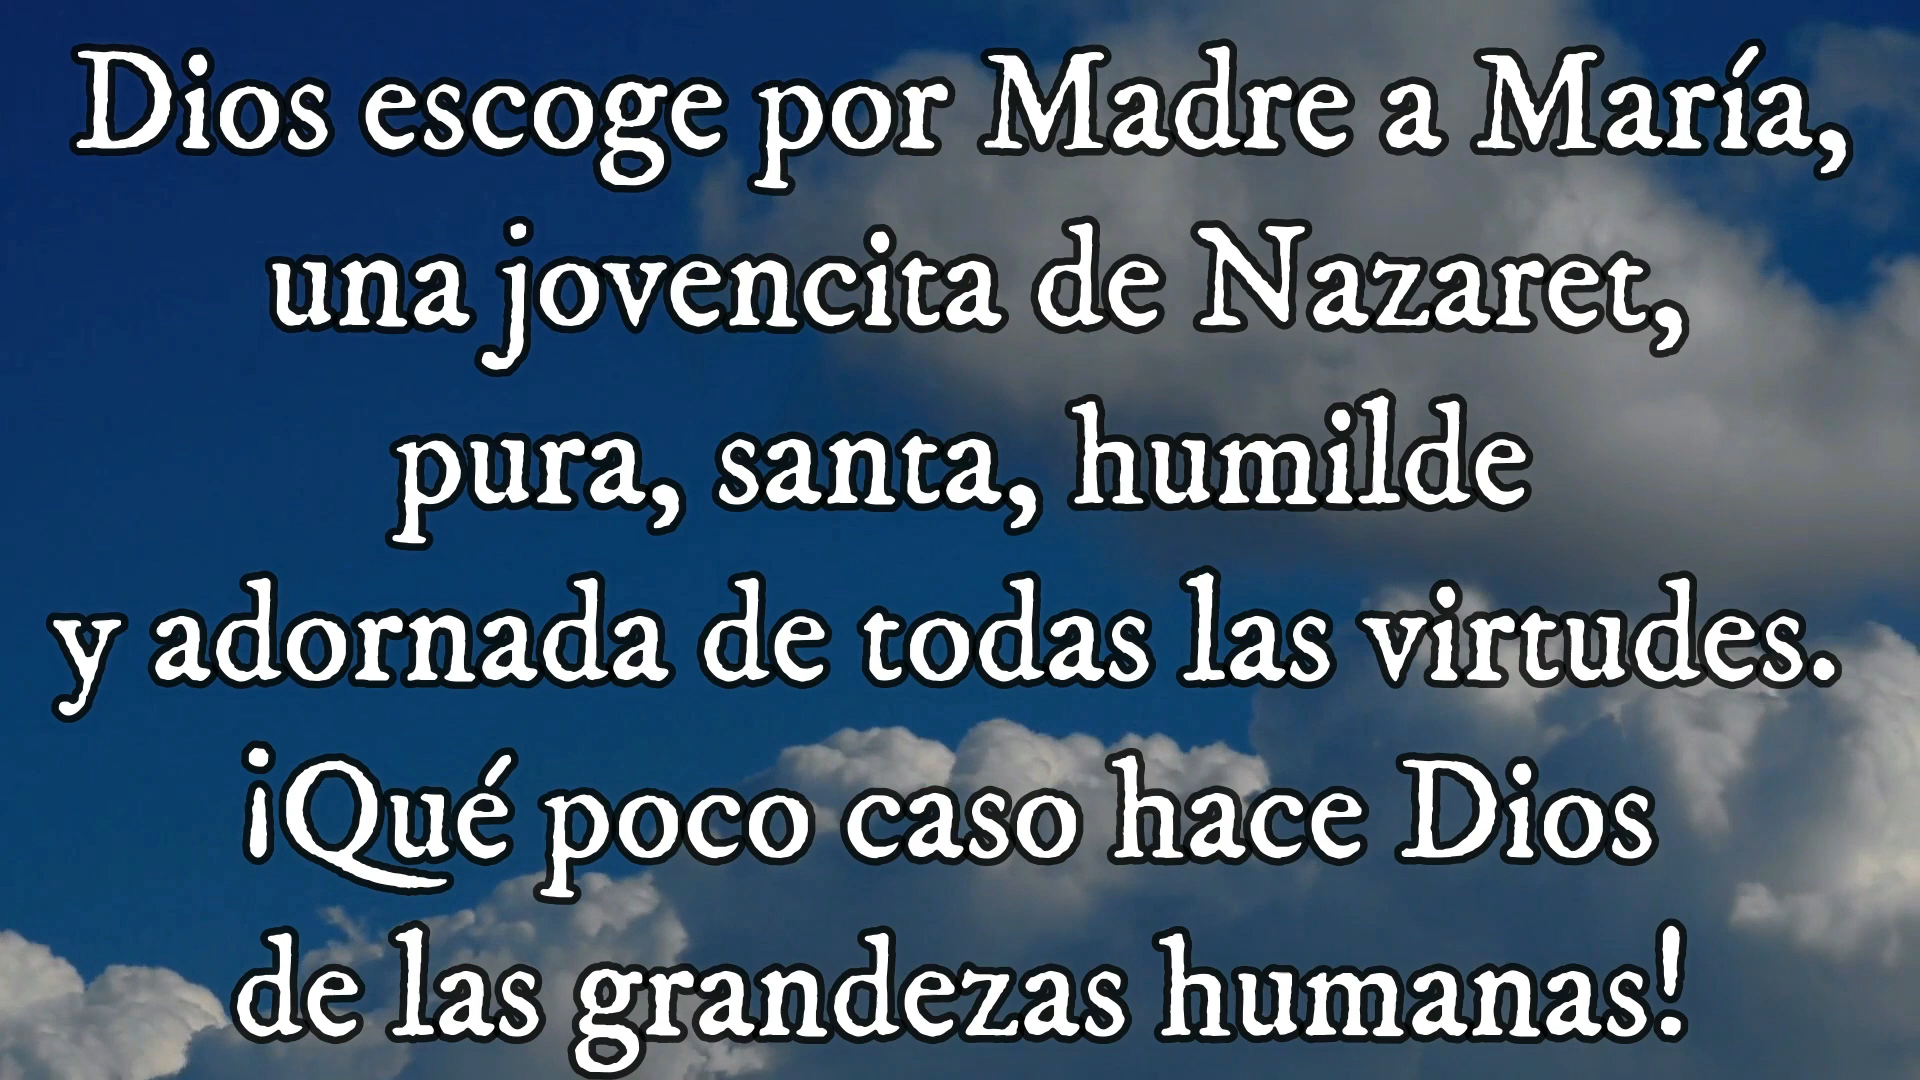 Dios escoge por Madre a María,
una jovencita de Nazaret,
pura, santa, humilde
y adornada de todas las virtudes.
¡Qué poco caso hace Dios
de las grandezas humanas!